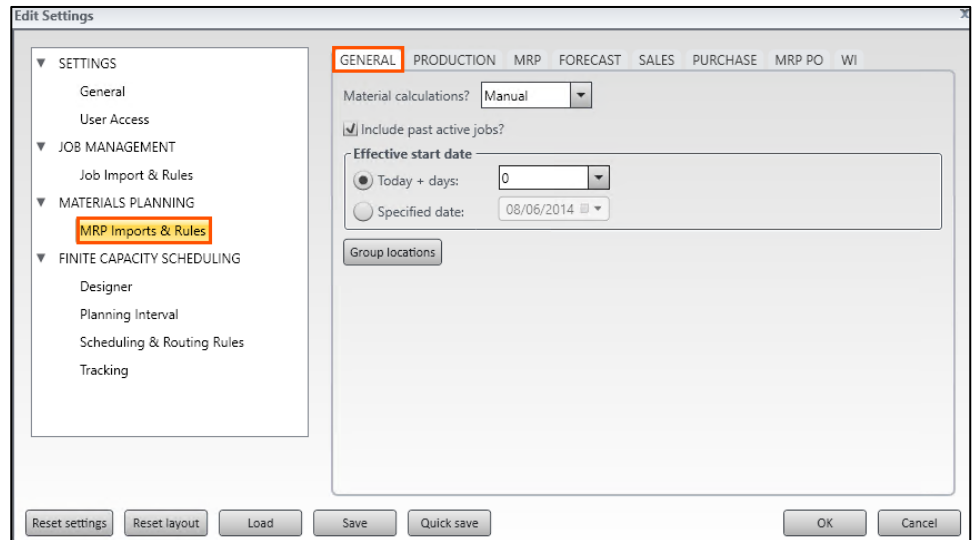 Edit Settings
X
SETTINGS
General
User Access
JOB MANAGEMENT
Job Import & Rules
MATERIALS PLANNING
MRP Imports & Rules
FINITE CAPACITY SCHEDULING
Designer
Planning Interval
Scheduling & Routing Rules
Tracking
GENERAL PRODUCTION MRP FORECAST SALES PURCHASE MRP PO WI
Material calculations? Manual
Include past active jobs?
Effective start date
Today + days: 0
Specified date: 08/06/2014
Group locations
Reset settings Reset layout Load Save Quick save OK Cancel